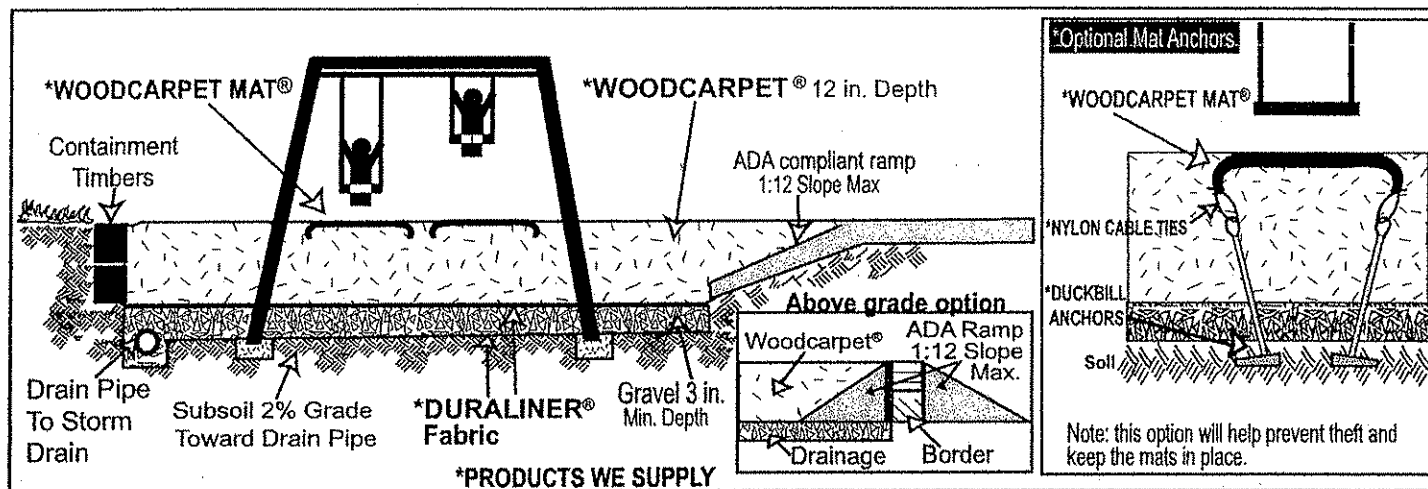 *WOODCARPET MAT®
*WOODCARPET® 12 in. Depth
Containment
Timbers
ADA compliant ramp
1:12 Slope Max
Drain Pipe
To Storm
Drain
Subsoil 2% Grade
Toward Drain Pipe
*DURALINER®
Fabric
Gravel 3 in.
Min. Depth
*PRODUCTS WE SUPPLY
Above grade option
Woodcarpet®
ADA Ramp
1:12 Slope
Max.
Drainage
Border
*Optional Mat Anchors
*WOODCARPET MAT®
*NYLON CABLE TIES
*DUCKBILL
ANCHORS
Soil
Note: this option will help prevent theft and
keep the mats in place.